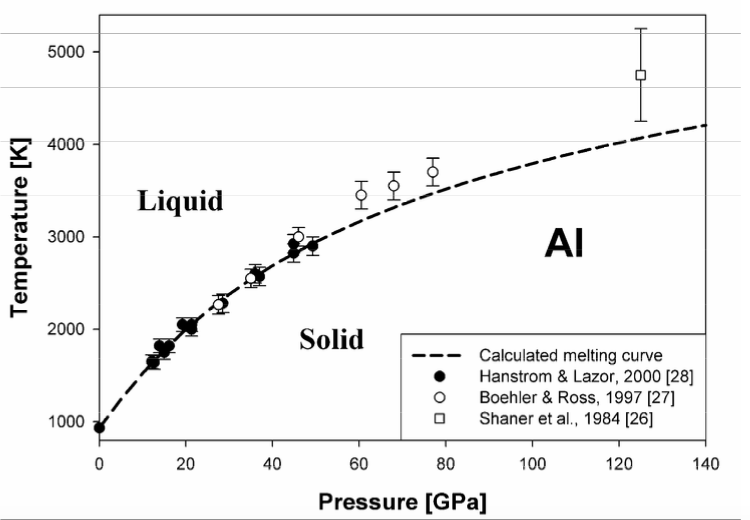 5000
4000
3000
2000
1000
Temperature [K]
Liquid
Solid
Al
Calculated melting curve
Hanstrom & Lazor, 2000 [28]
Boehler & Ross, 1997 [27]
Shaner et al., 1984 [26]
0 20 40 60 80 100 120 140
Pressure [GPa]